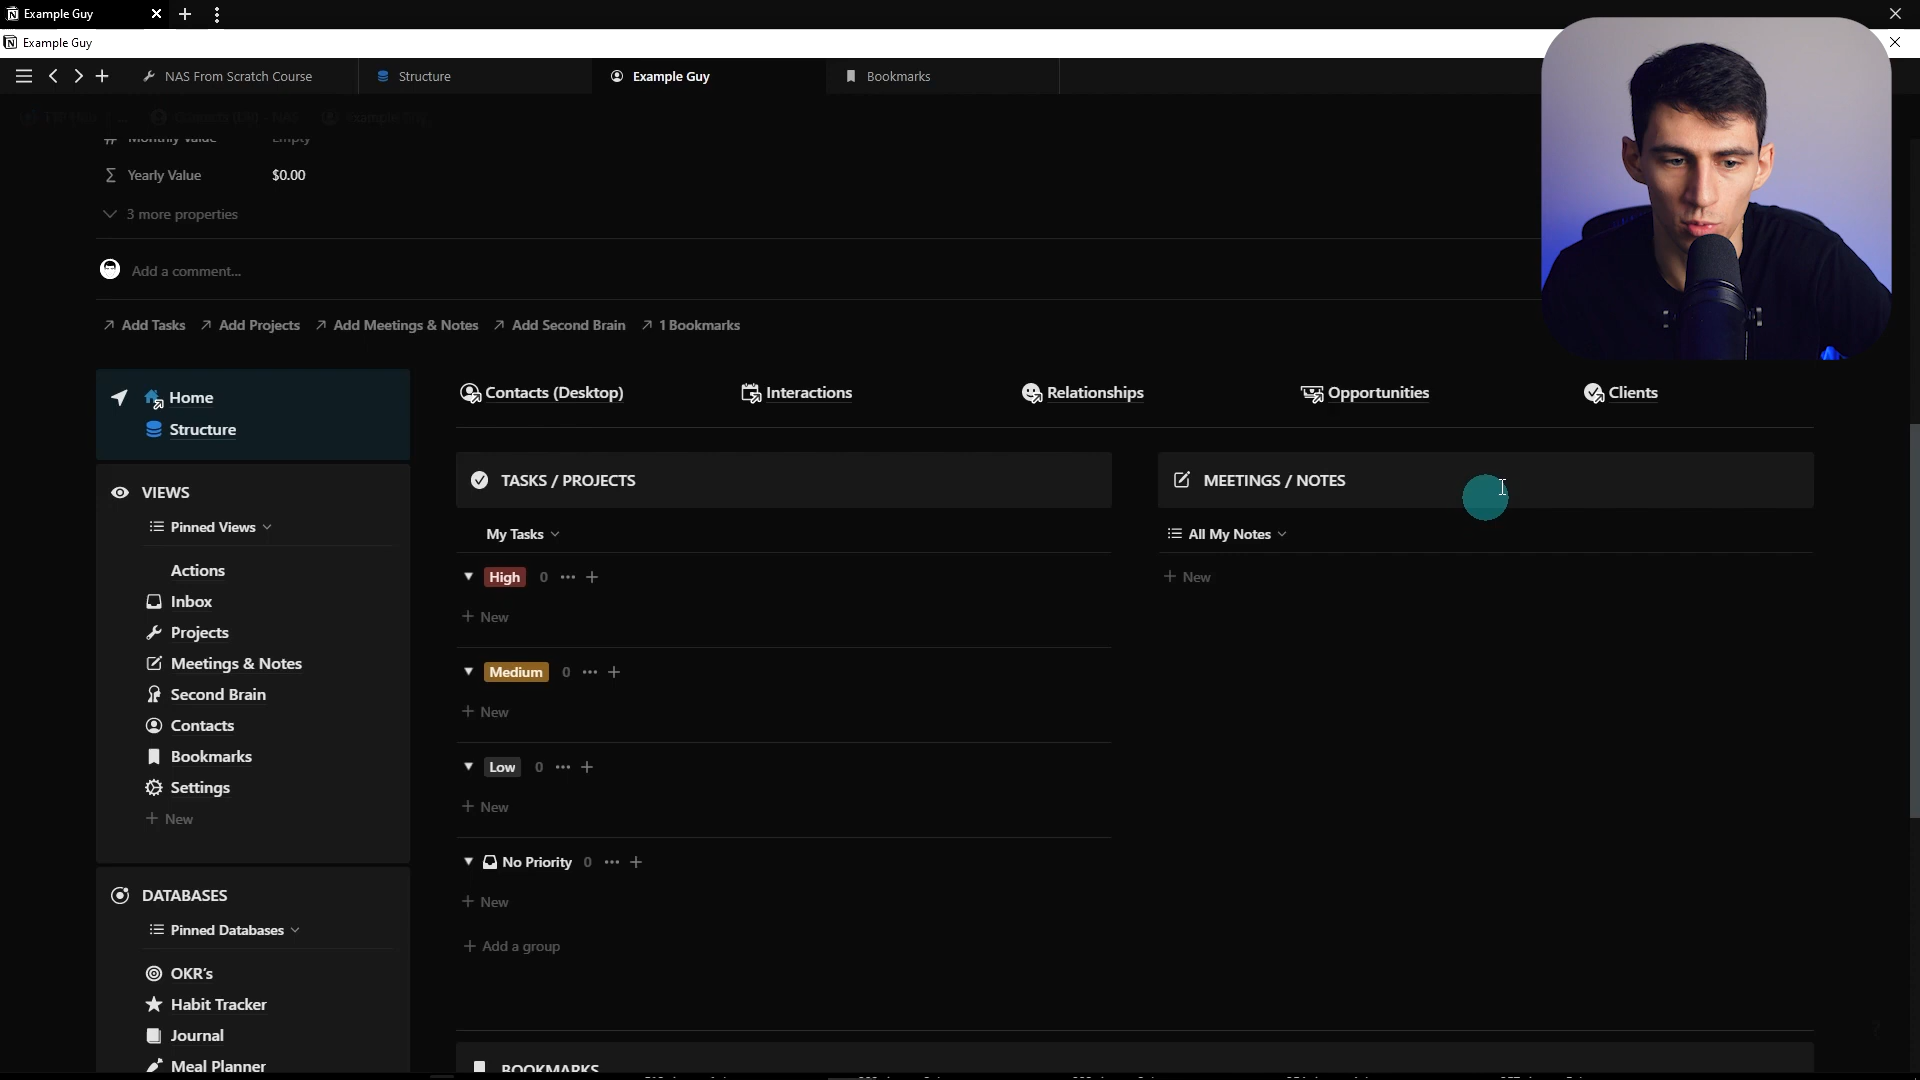 Example Guy
Example Guy
NAS From Scratch Course
Structure
Example Guy
Bookmarks
Monthly Value Empty
Yearly Value $0.00
3 more properties
Add a comment...
Add Tasks Add Projects Add Meetings & Notes Add Second Brain 1 Bookmarks
Home
Structure
VIEWS
Pinned Views
Actions
Inbox
Projects
Meetings & Notes
Second Brain
Contacts
Bookmarks
Settings
New
DATABASES
Pinned Databases
OKR's
Habit Tracker
Journal
Meal Planner
Contacts (Desktop) Interactions Relationships Opportunities Clients
TASKS / PROJECTS
My Tasks
High 0
New
Medium 0
New
Low 0
New
No Priority 0
New
Add a group
MEETINGS / NOTES
All My Notes
New
BOOKMARKS